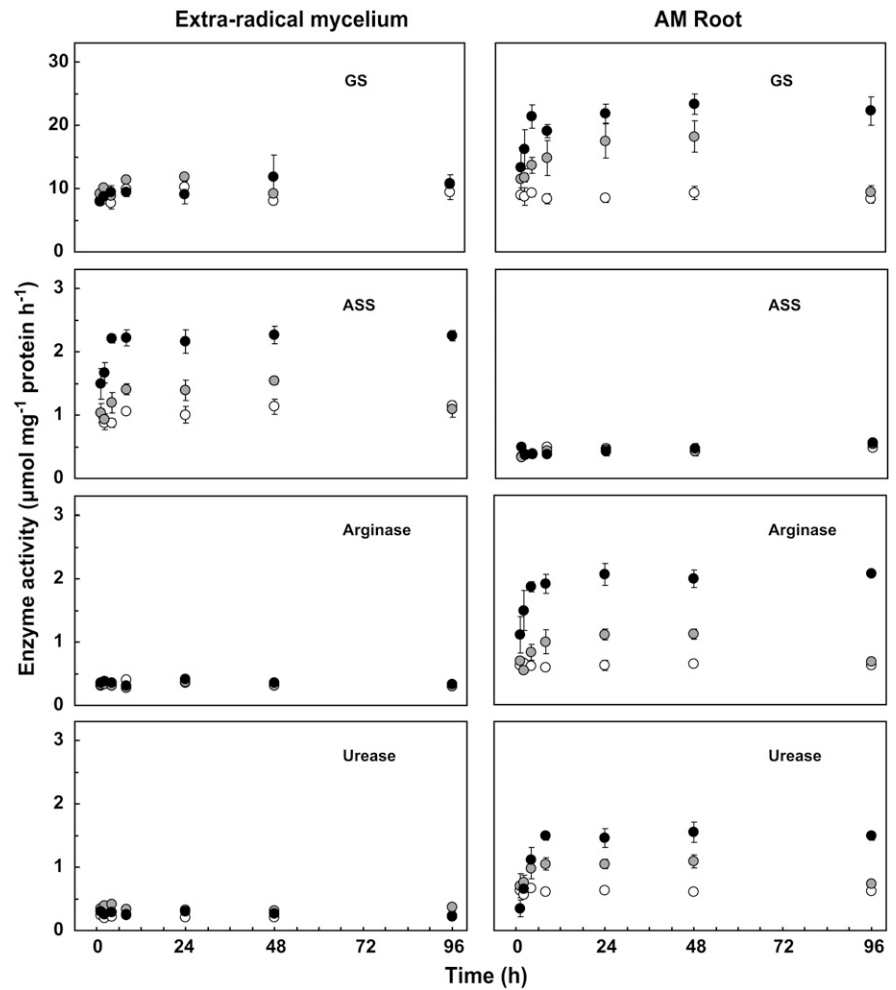 Extra-radical mycelium AM Root
Enzyme activity (µmol mg⁻¹ protein h⁻¹)
30 GS GS
20
10
0
3 ASS ASS
2
1
0
3 Arginase Arginase
2
1
0
3 Urease Urease
2
1
0
0 24 48 72 96 0 24 48 72 96
Time (h)